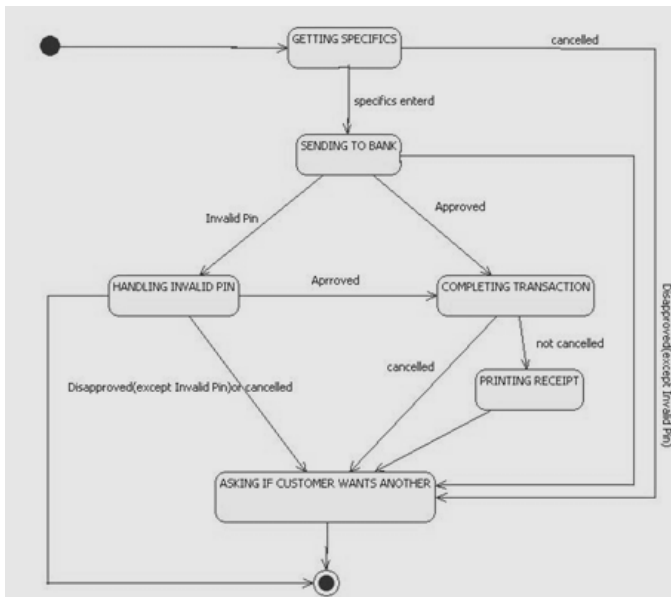 GETTING SPECIFICS
cancelled
specifics enterd
SENDING TO BANK
Invalid Pin
Approved
HANDLING INVALID PIN
Aprroved
COMPLETING TRANSACTION
not cancelled
Disapproved(except Invalid Pin)
cancelled
PRINTING RECEIPT
Disapproved(except Invalid Pin)or cancelled
ASKING IF CUSTOMER WANTS ANOTHER